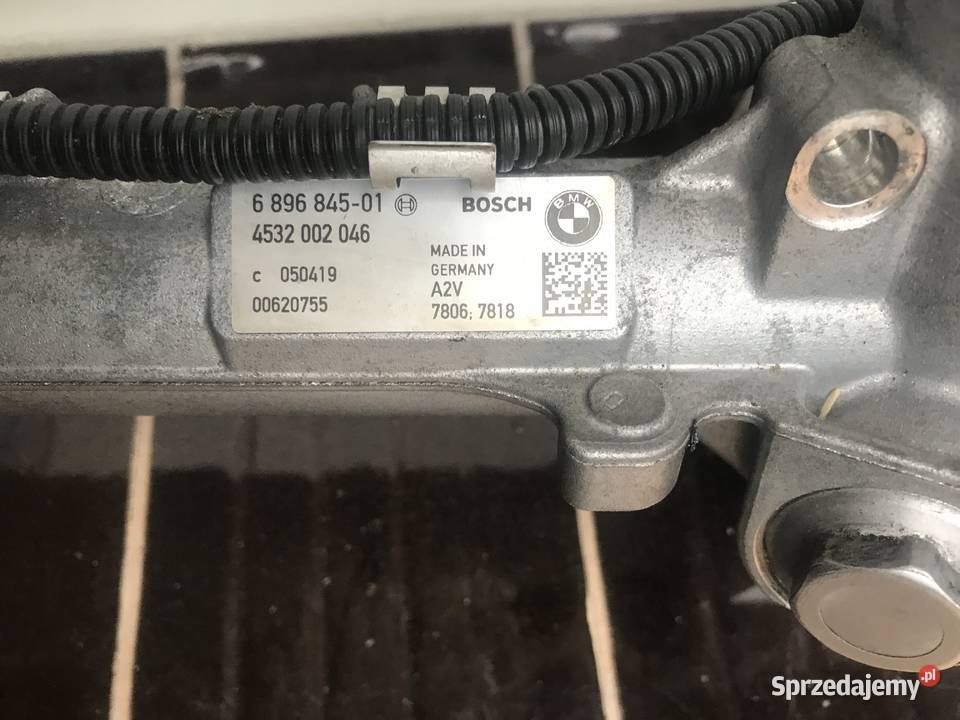 6 896 845-01 BOSCH BMW
4532 002 046
MADE IN
GERMANY
c 050419
A2V
00620755
7806; 7818
Sprzedajemy.pl